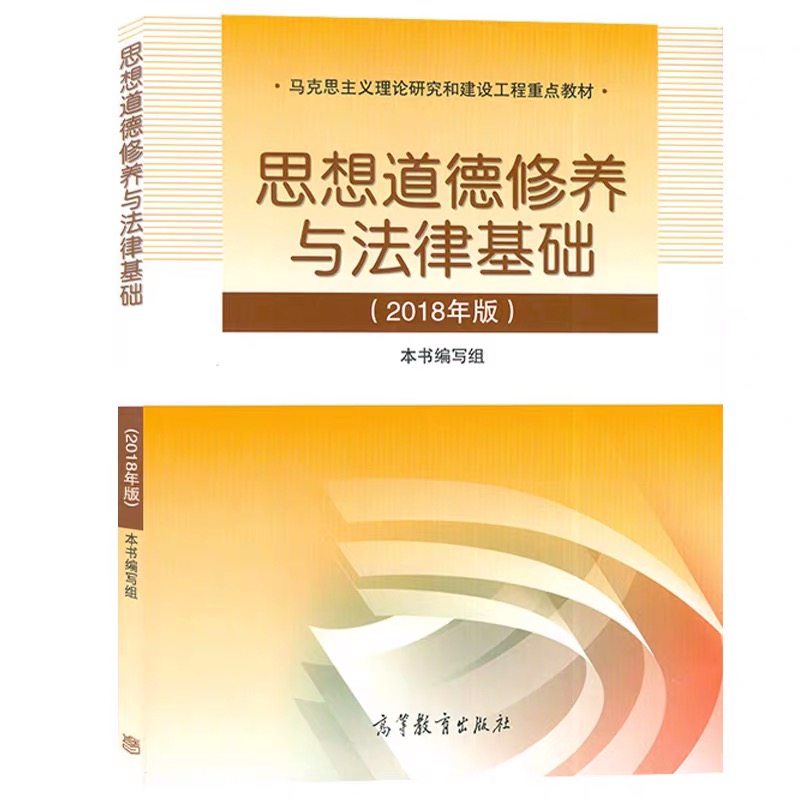 思想道德修养与法律基础
(2018年版)
本书编写组
·马克思主义理论研究和建设工程重点教材·
思想道德修养
与法律基础
（2018年版）
本书编写组
高等教育出版社